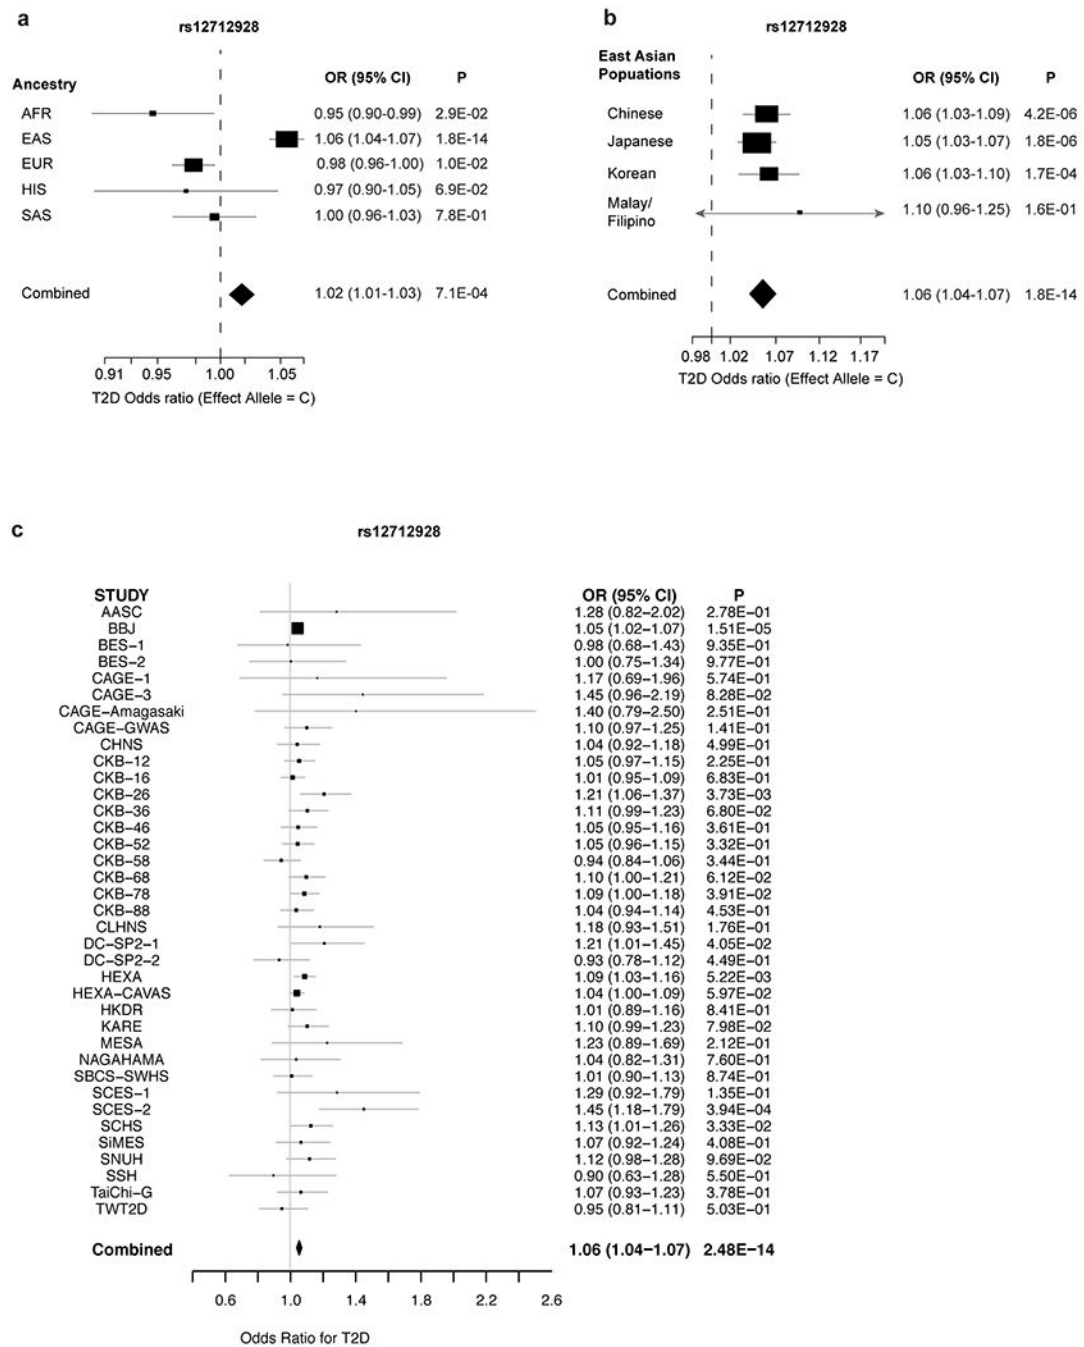 a
rs12712928
Ancestry OR (95% CI) P
AFR 0.95 (0.90-0.99) 2.9E-02
EAS 1.06 (1.04-1.07) 1.8E-14
EUR 0.98 (0.96-1.00) 1.0E-02
HIS 0.97 (0.90-1.05) 6.9E-02
SAS 1.00 (0.96-1.03) 7.8E-01
Combined 1.02 (1.01-1.03) 7.1E-04
0.91 0.95 1.00 1.05
T2D Odds ratio (Effect Allele = C)
b
rs12712928
East Asian
Popuations OR (95% CI) P
Chinese 1.06 (1.03-1.09) 4.2E-06
Japanese 1.05 (1.03-1.07) 1.8E-06
Korean 1.06 (1.03-1.10) 1.7E-04
Malay/
Filipino 1.10 (0.96-1.25) 1.6E-01
Combined 1.06 (1.04-1.07) 1.8E-14
0.98 1.02 1.07 1.12 1.17
T2D Odds ratio (Effect Allele = C)
c
rs12712928
STUDY OR (95% CI) P
AASC 1.28 (0.82–2.02) 2.78E−01
BBJ 1.05 (1.02–1.07) 1.51E−05
BES−1 0.98 (0.68–1.43) 9.35E−01
BES−2 1.00 (0.75–1.34) 9.77E−01
CAGE−1 1.17 (0.69–1.96) 5.74E−01
CAGE−3 1.45 (0.96–2.19) 8.28E−02
CAGE−Amagasaki 1.40 (0.79–2.50) 2.51E−01
CAGE−GWAS 1.10 (0.97–1.25) 1.41E−01
CHNS 1.04 (0.92–1.18) 4.99E−01
CKB−12 1.05 (0.97–1.15) 2.25E−01
CKB−16 1.01 (0.95–1.09) 6.83E−01
CKB−26 1.21 (1.06–1.37) 3.73E−03
CKB−36 1.11 (0.99–1.23) 6.80E−02
CKB−46 1.05 (0.95–1.16) 3.61E−01
CKB−52 1.05 (0.96–1.15) 3.32E−01
CKB−58 0.94 (0.84–1.06) 3.44E−01
CKB−68 1.10 (1.00–1.21) 6.12E−02
CKB−78 1.09 (1.00–1.18) 3.91E−02
CKB−88 1.04 (0.94–1.14) 4.53E−01
CLHNS 1.18 (0.93–1.51) 1.76E−01
DC−SP2−1 1.21 (1.01–1.45) 4.05E−02
DC−SP2−2 0.93 (0.78–1.12) 4.49E−01
HEXA 1.09 (1.03–1.16) 5.22E−03
HEXA−CAVAS 1.04 (1.00–1.09) 5.97E−02
HKDR 1.01 (0.89–1.16) 8.41E−01
KARE 1.10 (0.99–1.23) 7.98E−02
MESA 1.23 (0.89–1.69) 2.12E−01
NAGAHAMA 1.04 (0.82–1.31) 7.60E−01
SBCS−SWHS 1.01 (0.90–1.13) 8.74E−01
SCES−1 1.29 (0.92–1.79) 1.35E−01
SCES−2 1.45 (1.18–1.79) 3.94E−04
SCHS 1.13 (1.01–1.26) 3.33E−02
SiMES 1.07 (0.92–1.24) 4.08E−01
SNUH 1.12 (0.98–1.28) 9.69E−02
SSH 0.90 (0.63–1.28) 5.50E−01
TaiChi−G 1.07 (0.93–1.23) 3.78E−01
TWT2D 0.95 (0.81–1.11) 5.03E−01
Combined 1.06 (1.04–1.07) 2.48E−14
0.6 1.0 1.4 1.8 2.2 2.6
Odds Ratio for T2D